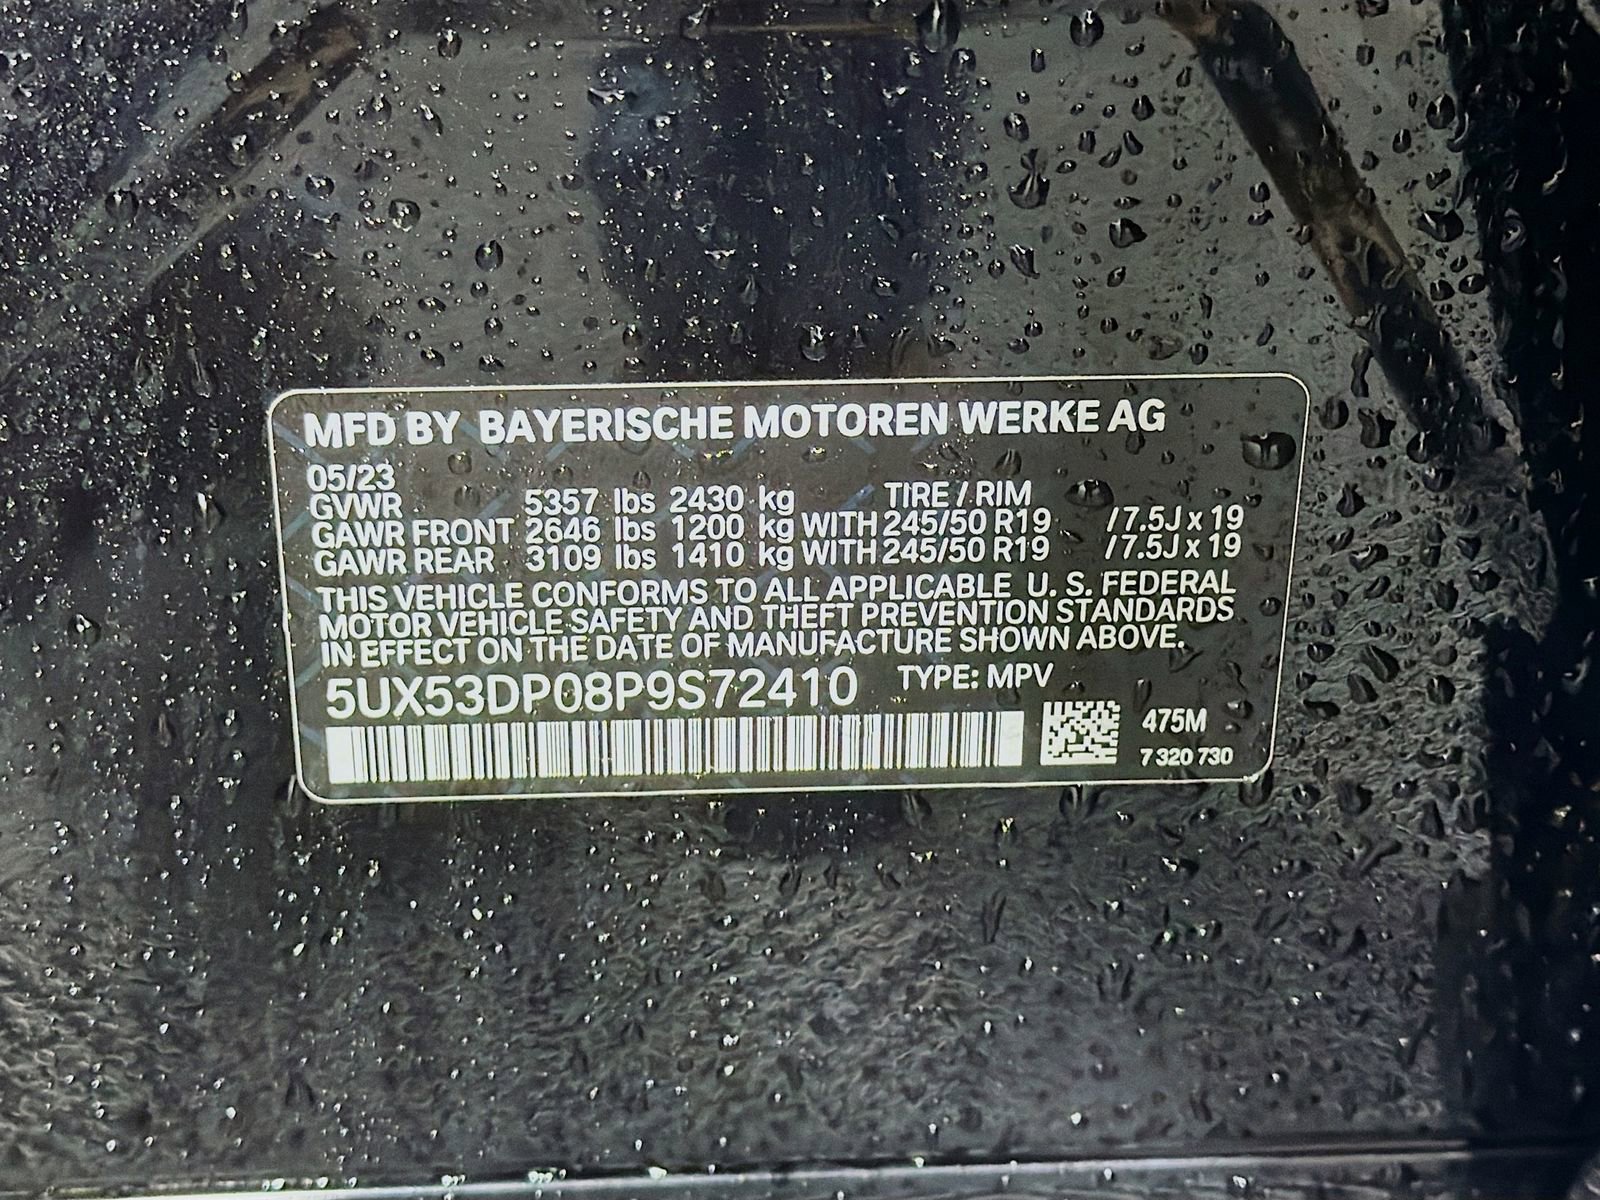 MFD BY BAYERISCHE MOTOREN WERKE AG
05/23
GVWR 5357 lbs 2430 kg TIRE / RIM
GAWR FRONT 2646 lbs 1200 kg WITH 245/50 R19 / 7.5J x 19
GAWR REAR 3109 lbs 1410 kg WITH 245/50 R19 / 7.5J x 19
THIS VEHICLE CONFORMS TO ALL APPLICABLE U. S. FEDERAL
MOTOR VEHICLE SAFETY AND THEFT PREVENTION STANDARDS
IN EFFECT ON THE DATE OF MANUFACTURE SHOWN ABOVE.
5UX53DP08P9S72410 TYPE: MPV
475M
7 320 730